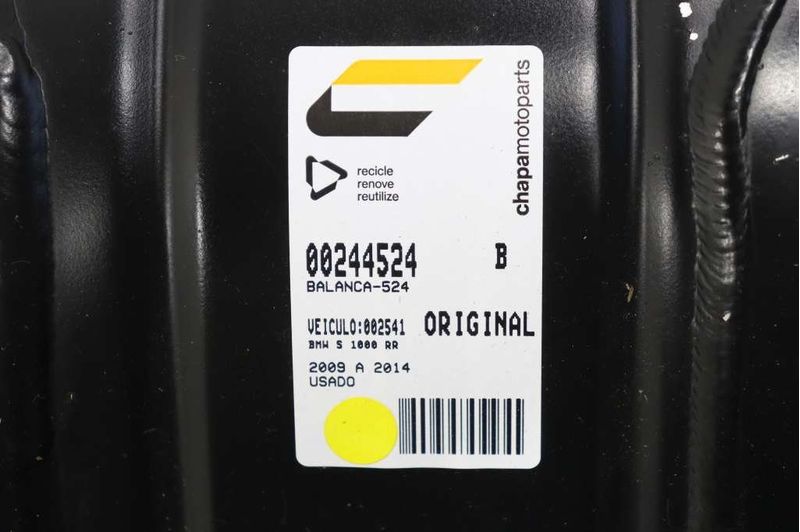 recicle
renove
reutilize
chapamotoparts
00244524 B
BALANCA-524
VEICULO:002541 ORIGINAL
BMW S 1000 RR
2009 A 2014
USADO